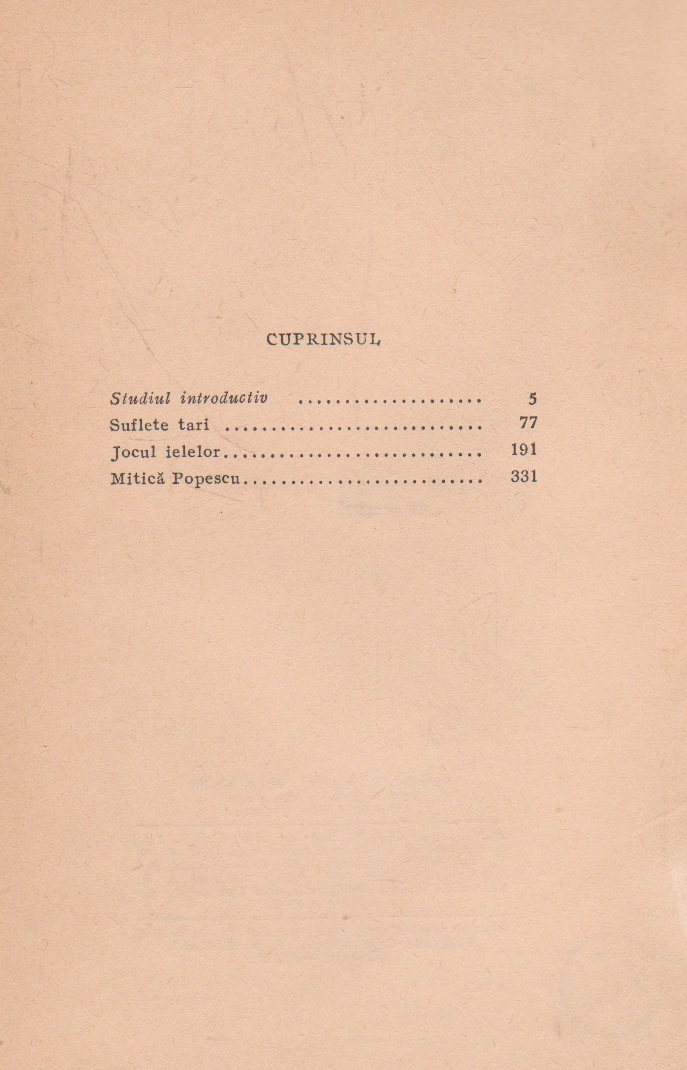 CUPRINSUL
Studiul introductiv .................... 5
Suflete tari ............................ 77
Jocul ielelor............................ 191
Mitică Popescu.......................... 331